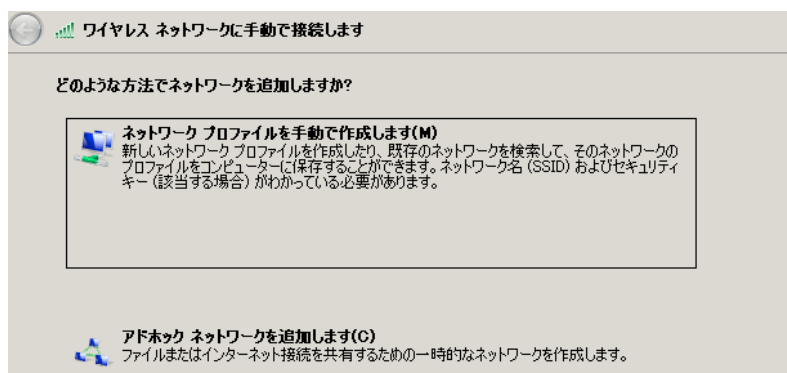 ワイヤレス ネットワークに手動で接続します
どのような方法でネットワークを追加しますか?
ネットワーク プロファイルを手動で作成します(M)
新しいネットワーク プロファイルを作成したり、既存のネットワークを検索して、そのネットワークの
プロファイルをコンピューターに保存することができます。ネットワーク名 (SSID) およびセキュリティ
キー (該当する場合) がわかっている必要があります。
アドホック ネットワークを追加します(C)
ファイルまたはインターネット接続を共有するための一時的なネットワークを作成します。